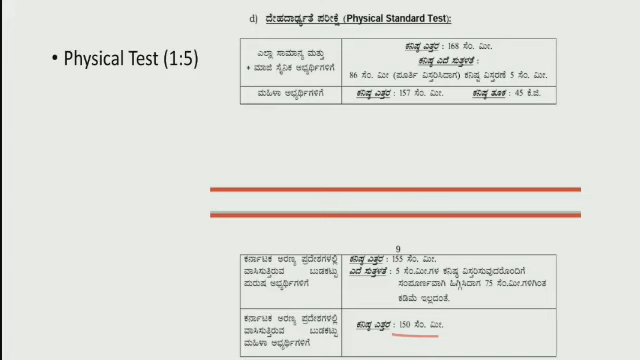 d) ದೇಹದಾರ್ಢ್ಯತೆ ಪರೀಕ್ಷೆ (Physical Standard Test):
• Physical Test (1:5)
ಎಲ್ಲಾ ಸಾಮಾನ್ಯ ಮತ್ತು
+ ಮಾಜಿ ಸೈನಿಕ ಅಭ್ಯರ್ಥಿಗಳಿಗೆ
ಕನಿಷ್ಠ ಎತ್ತರ : 168 ಸೆಂ. ಮೀ.
ಕನಿಷ್ಠ ಎದೆ ಸುತ್ತಳತೆ :
86 ಸೆಂ. ಮೀ (ಪೂರ್ತಿ ವಿಸ್ತರಿಸಿದಾಗ) ಕನಿಷ್ಠ ವಿಸ್ತರಣೆ 5 ಸೆಂ. ಮೀ.
ಮಹಿಳಾ ಅಭ್ಯರ್ಥಿಗಳಿಗೆ
ಕನಿಷ್ಠ ಎತ್ತರ : 157 ಸೆಂ. ಮೀ. ಕನಿಷ್ಠ ತೂಕ : 45 ಕೆ.ಜಿ.
9
ಕರ್ನಾಟಕ ಅರಣ್ಯ ಪ್ರದೇಶಗಳಲ್ಲಿ
ವಾಸಿಸುತ್ತಿರುವ ಬುಡಕಟ್ಟು
ಪುರುಷ ಅಭ್ಯರ್ಥಿಗಳಿಗೆ
ಕನಿಷ್ಠ ಎತ್ತರ : 155 ಸೆಂ. ಮೀ.
ಎದೆ ಸುತ್ತಳತೆ : 5 ಸೆಂ.ಮೀ.ಗಳ ಕನಿಷ್ಠ ವಿಸ್ತರಿಸುವುದರೊಂದಿಗೆ
ಸಂಪೂರ್ಣವಾಗಿ ಹಿಗ್ಗಿಸಿದಾಗ 75 ಸೆಂ.ಮೀ.ಗಳಿಗಿಂತ
ಕಡಿಮೆ ಇಲ್ಲದಂತೆ.
ಕರ್ನಾಟಕ ಅರಣ್ಯ ಪ್ರದೇಶಗಳಲ್ಲಿ
ವಾಸಿಸುತ್ತಿರುವ ಬುಡಕಟ್ಟು
ಮಹಿಳಾ ಅಭ್ಯರ್ಥಿಗಳಿಗೆ
ಕನಿಷ್ಠ ಎತ್ತರ : 150 ಸೆಂ. ಮೀ.